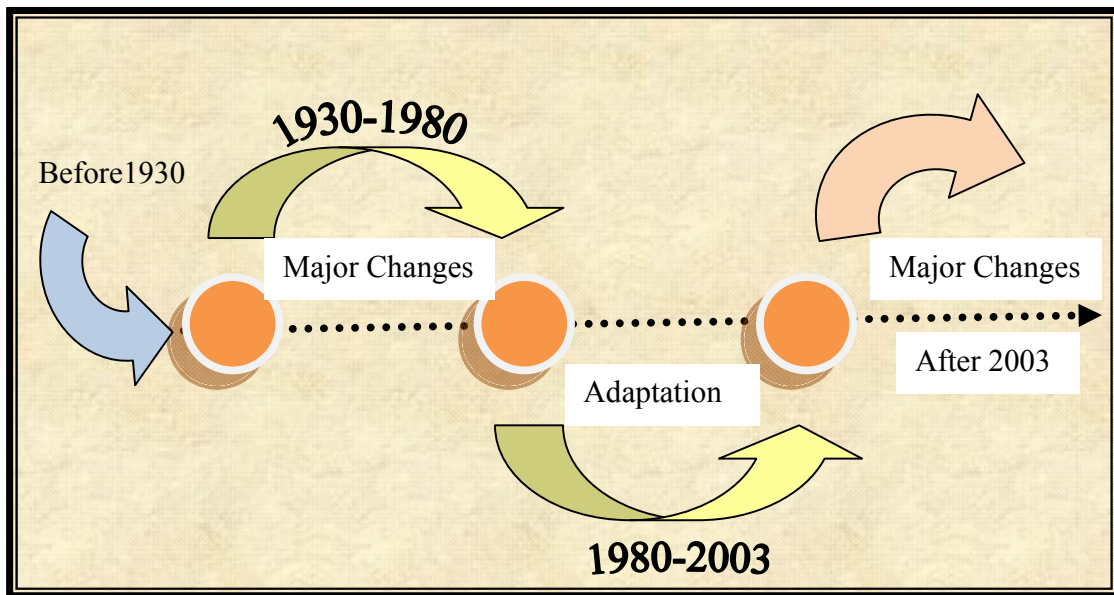 Before1930
1930-1980
Major Changes
Adaptation
1980-2003
Major Changes
After 2003